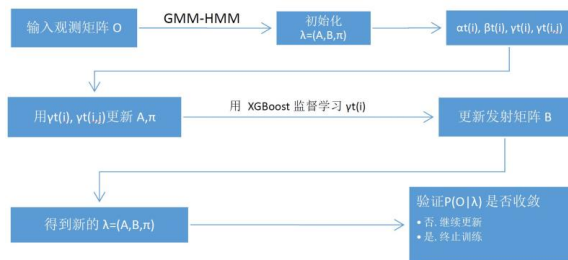 输入观测矩阵 O
GMM-HMM
初始化
λ=(A,B,π)
αt(i), βt(i), γt(i), γt(i,j)
用γt(i), γt(i,j)更新 A,π
用 XGBoost 监督学习 γt(i)
更新发射矩阵 B
得到新的 λ=(A,B,π)
验证P(O|λ) 是否收敛
• 否. 继续更新
• 是. 终止训练